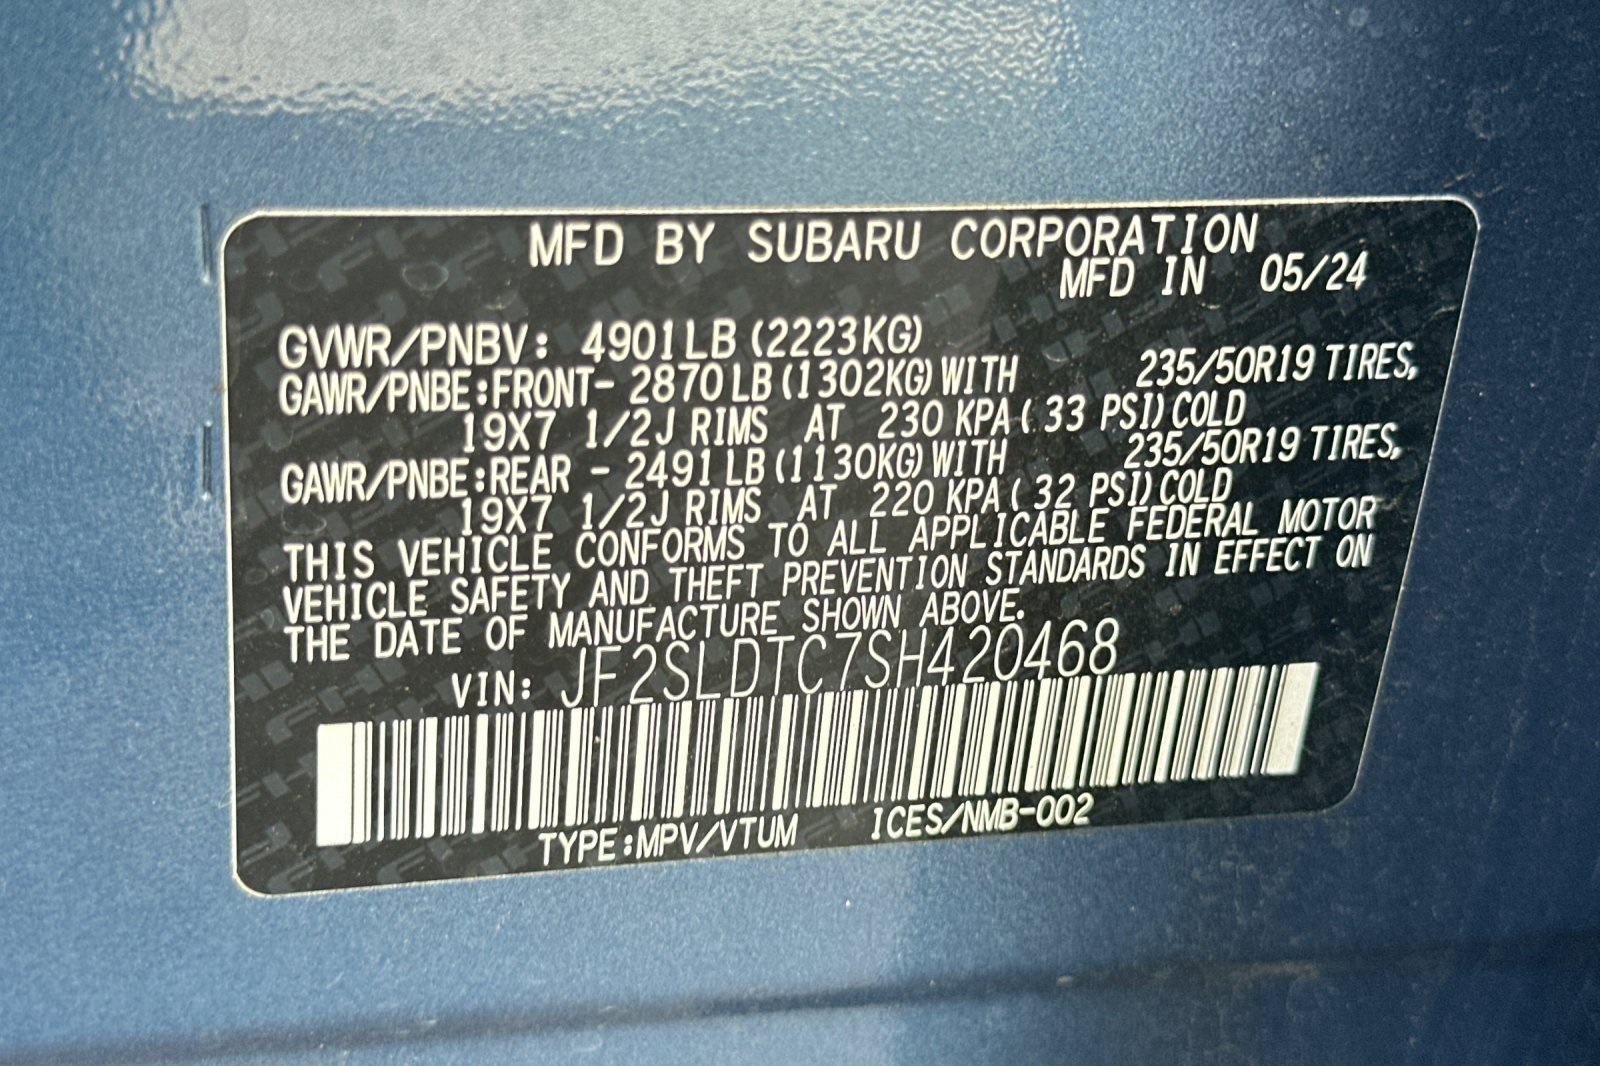 MFD BY SUBARU CORPORATION
MFD IN 05/24
GVWR/PNBV: 4901LB (2223KG)
GAWR/PNBE:FRONT- 2870LB(1302KG)WITH 235/50R19 TIRES,
19X7 1/2J RIMS AT 230 KPA( 33 PSI)COLD
GAWR/PNBE:REAR - 2491LB(1130KG)WITH 235/50R19 TIRES,
19X7 1/2J RIMS AT 220 KPA( 32 PSI)COLD
THIS VEHICLE CONFORMS TO ALL APPLICABLE FEDERAL MOTOR
VEHICLE SAFETY AND THEFT PREVENTION STANDARDS IN EFFECT ON
THE DATE OF MANUFACTURE SHOWN ABOVE.
VIN: JF2SLDTC7SH420468
TYPE:MPV/VTUM ICES/NMB-002